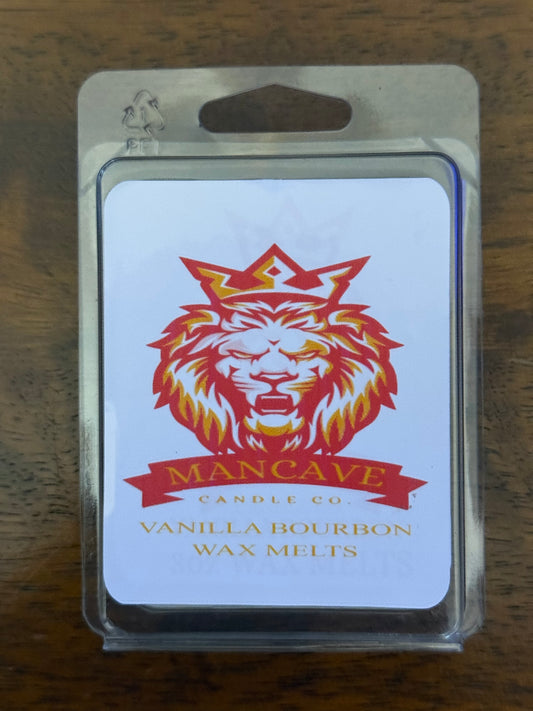 MANCAVE
CANDLE CO.
VANILLA BOURBON
WAX MELTS